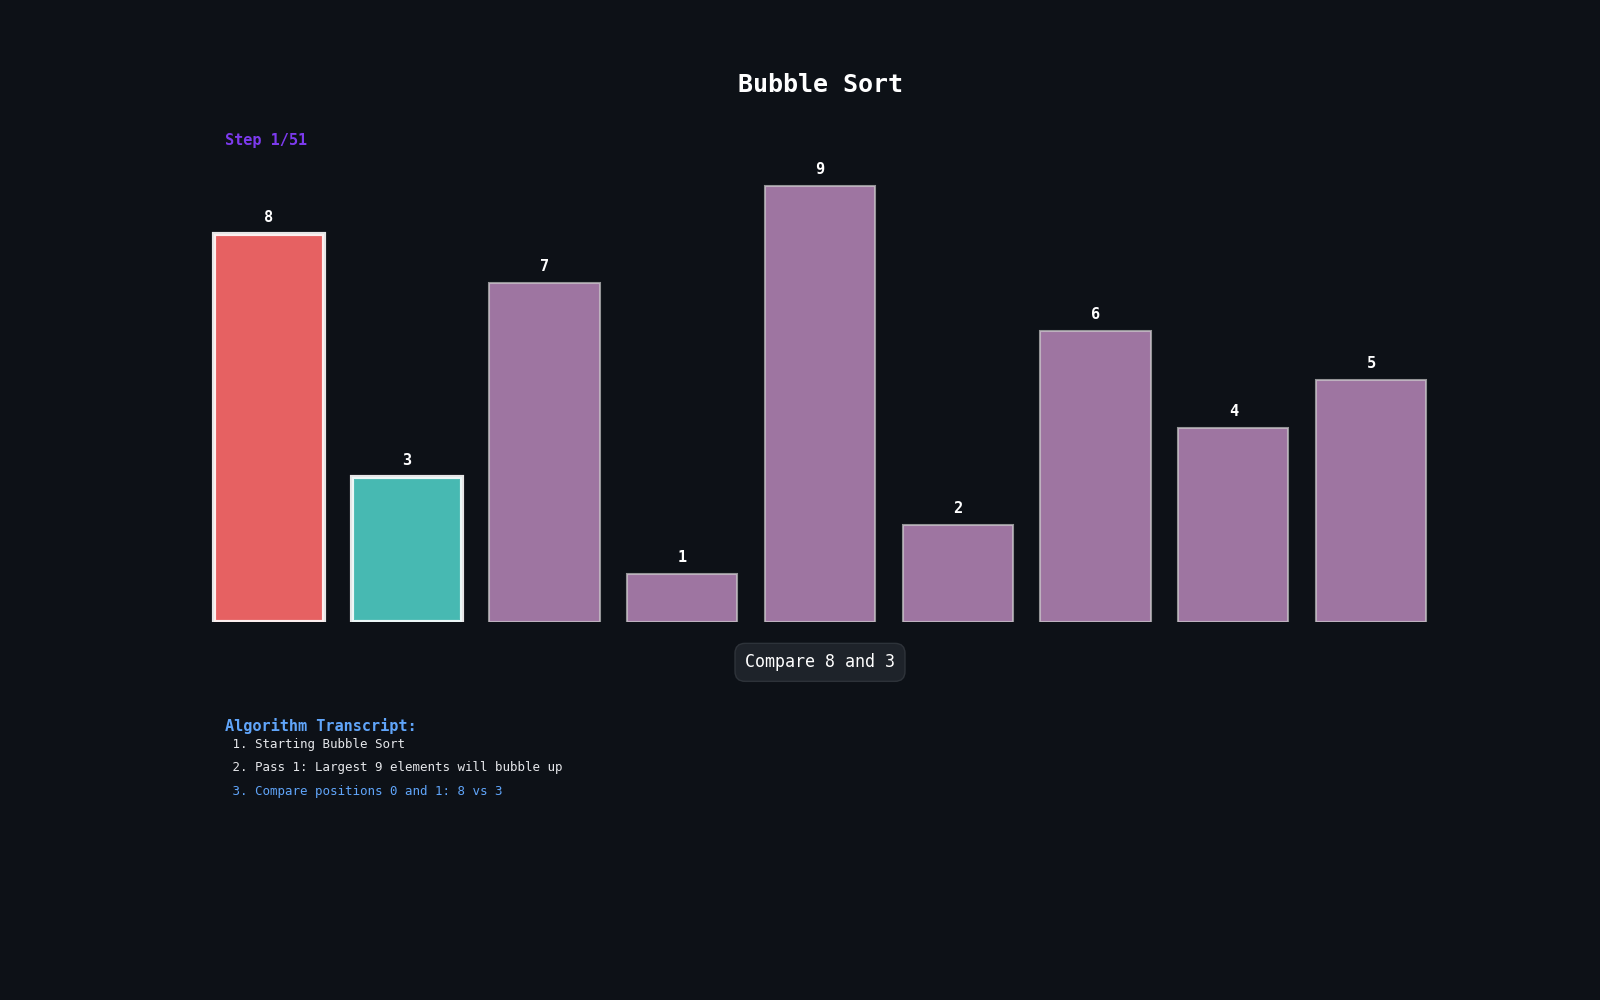 Bubble Sort
Step 1/51
9
8
7
6
5
4
3
2
1
Compare 8 and 3
Algorithm Transcript:
1. Starting Bubble Sort
2. Pass 1: Largest 9 elements will bubble up
3. Compare positions 0 and 1: 8 vs 3